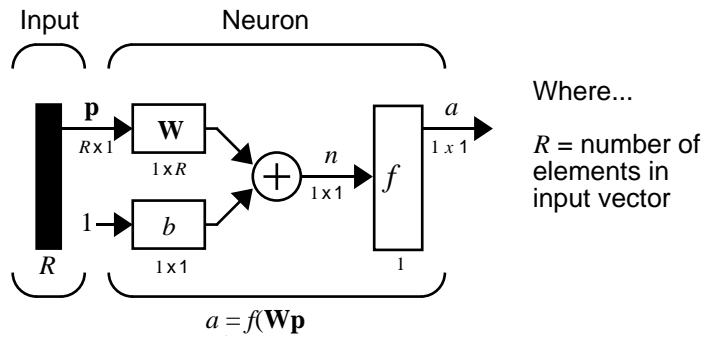 Input Neuron
p a Where...
R x 1 W 1 x 1
n R = number of
1 x R + 1 x 1 f elements in
1 b input vector
R 1 x 1 1
a = f(Wp